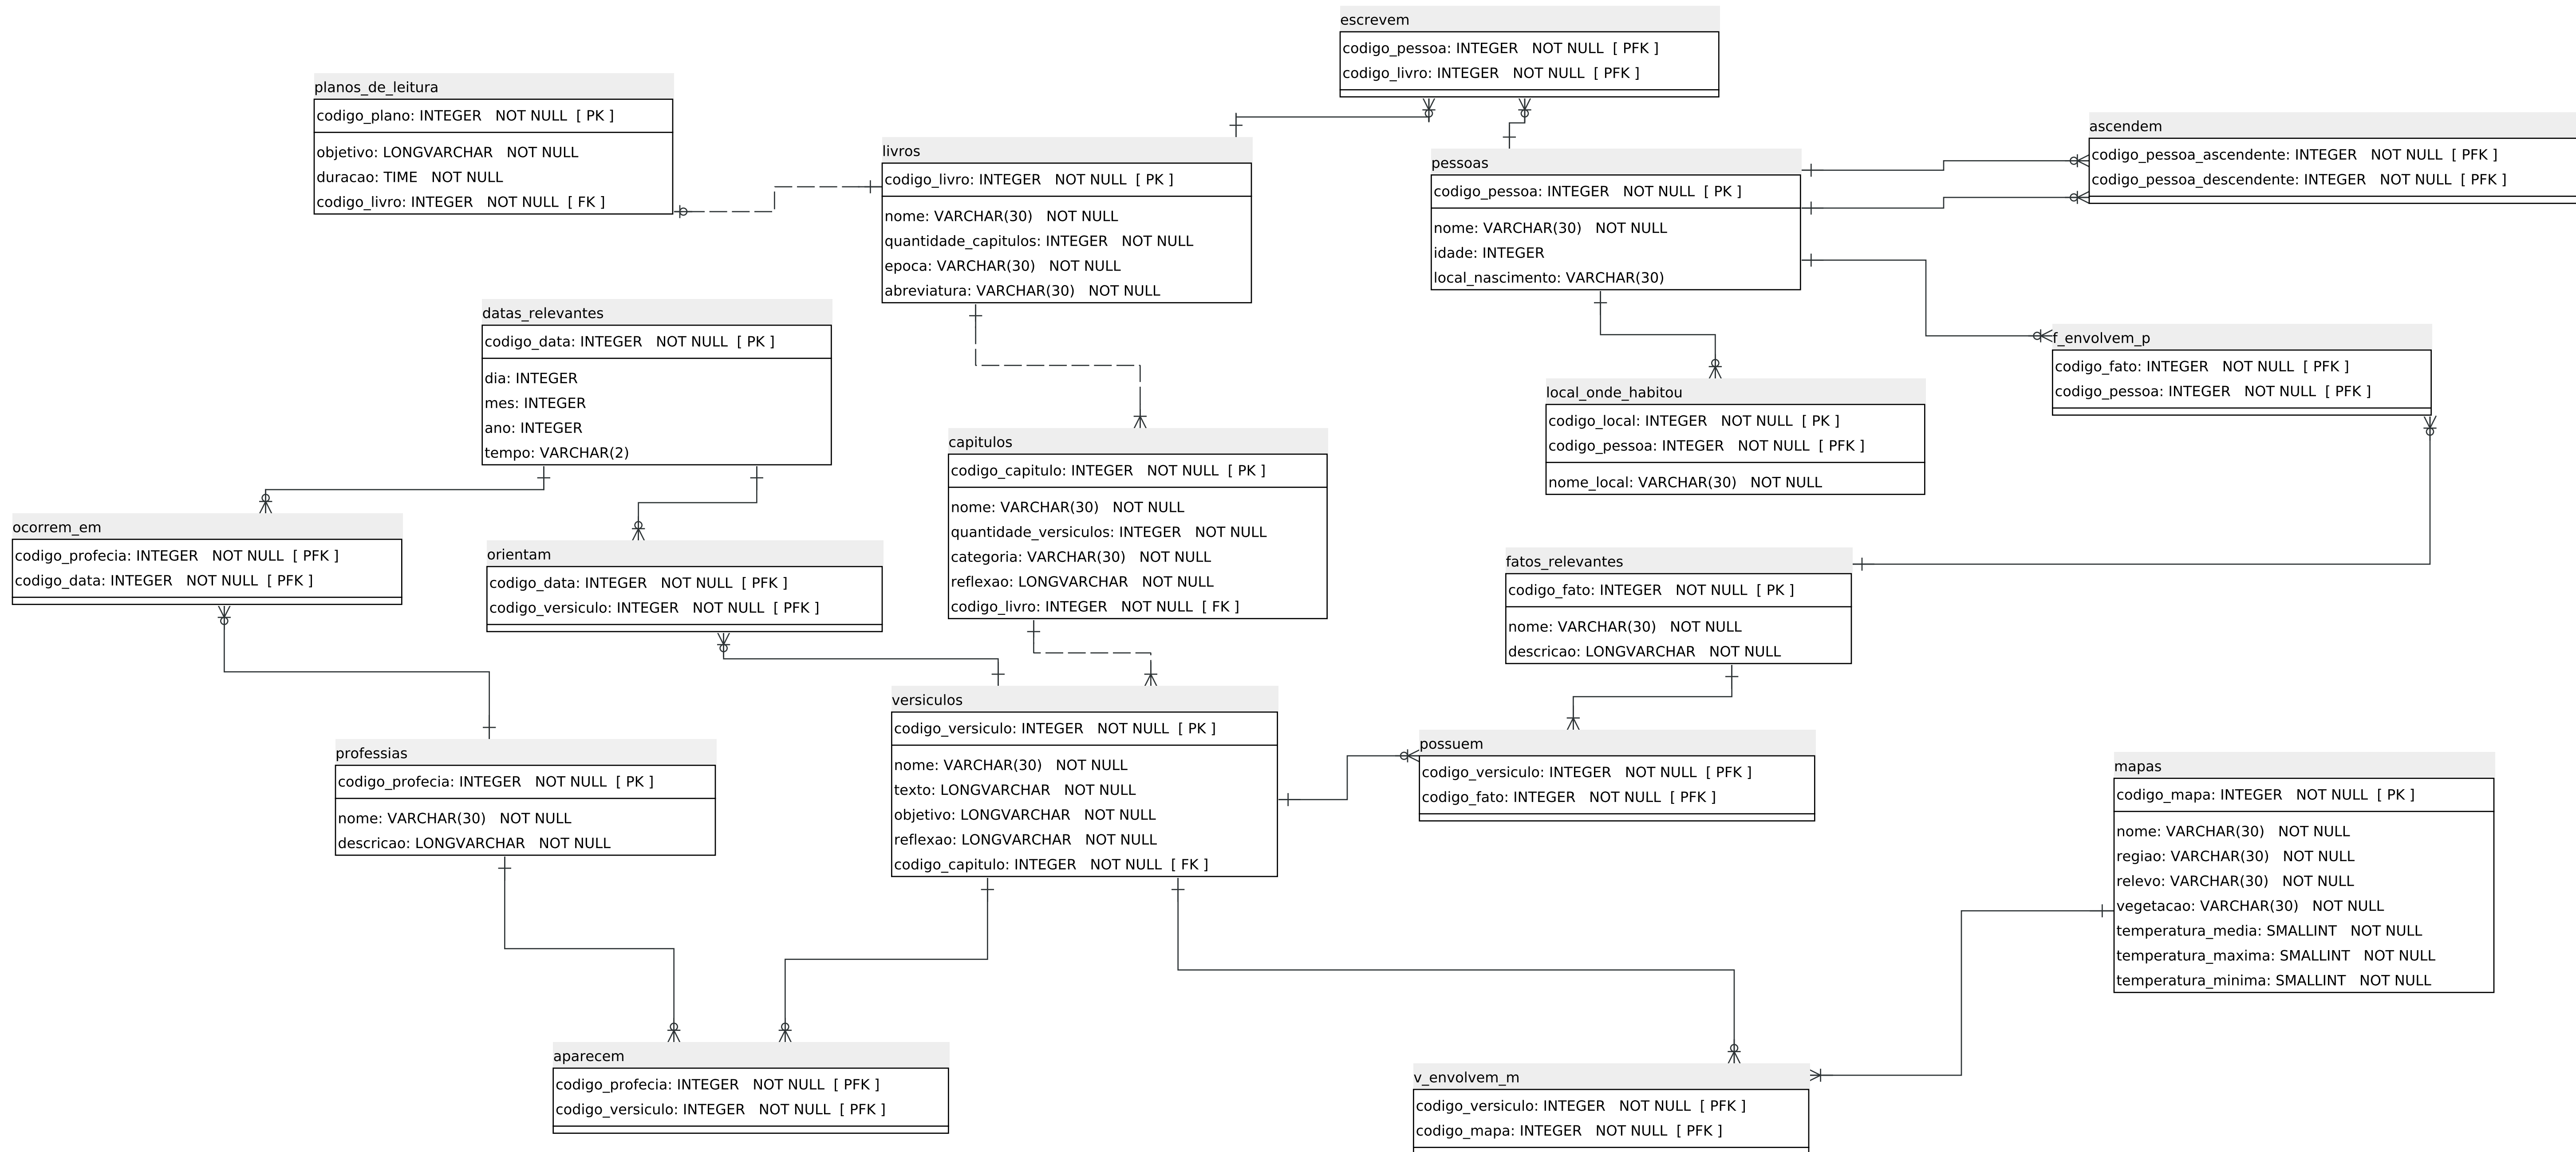 escrevem
codigo_pessoa: INTEGER   NOT NULL  [ PFK ]
codigo_livro: INTEGER   NOT NULL  [ PFK ]
planos_de_leitura
codigo_plano: INTEGER   NOT NULL  [ PK ]
objetivo: LONGVARCHAR   NOT NULL
duracao: TIME   NOT NULL
codigo_livro: INTEGER   NOT NULL  [ FK ]
livros
codigo_livro: INTEGER   NOT NULL  [ PK ]
nome: VARCHAR(30)   NOT NULL
quantidade_capitulos: INTEGER   NOT NULL
epoca: VARCHAR(30)   NOT NULL
abreviatura: VARCHAR(30)   NOT NULL
pessoas
codigo_pessoa: INTEGER   NOT NULL  [ PK ]
nome: VARCHAR(30)   NOT NULL
idade: INTEGER
local_nascimento: VARCHAR(30)
ascendem
codigo_pessoa_ascendente: INTEGER   NOT NULL  [ PFK ]
codigo_pessoa_descendente: INTEGER   NOT NULL  [ PFK ]
datas_relevantes
codigo_data: INTEGER   NOT NULL  [ PK ]
dia: INTEGER
mes: INTEGER
ano: INTEGER
tempo: VARCHAR(2)
f_envolvem_p
codigo_fato: INTEGER   NOT NULL  [ PFK ]
codigo_pessoa: INTEGER   NOT NULL  [ PFK ]
local_onde_habitou
codigo_local: INTEGER   NOT NULL  [ PK ]
codigo_pessoa: INTEGER   NOT NULL  [ PFK ]
nome_local: VARCHAR(30)   NOT NULL
capitulos
codigo_capitulo: INTEGER   NOT NULL  [ PK ]
nome: VARCHAR(30)   NOT NULL
quantidade_versiculos: INTEGER   NOT NULL
categoria: VARCHAR(30)   NOT NULL
reflexao: LONGVARCHAR   NOT NULL
codigo_livro: INTEGER   NOT NULL  [ FK ]
ocorrem_em
codigo_profecia: INTEGER   NOT NULL  [ PFK ]
codigo_data: INTEGER   NOT NULL  [ PFK ]
orientam
codigo_data: INTEGER   NOT NULL  [ PFK ]
codigo_versiculo: INTEGER   NOT NULL  [ PFK ]
fatos_relevantes
codigo_fato: INTEGER   NOT NULL  [ PK ]
nome: VARCHAR(30)   NOT NULL
descricao: LONGVARCHAR   NOT NULL
versiculos
codigo_versiculo: INTEGER   NOT NULL  [ PK ]
nome: VARCHAR(30)   NOT NULL
texto: LONGVARCHAR   NOT NULL
objetivo: LONGVARCHAR   NOT NULL
reflexao: LONGVARCHAR   NOT NULL
codigo_capitulo: INTEGER   NOT NULL  [ FK ]
professias
codigo_profecia: INTEGER   NOT NULL  [ PK ]
nome: VARCHAR(30)   NOT NULL
descricao: LONGVARCHAR   NOT NULL
possuem
codigo_versiculo: INTEGER   NOT NULL  [ PFK ]
codigo_fato: INTEGER   NOT NULL  [ PFK ]
mapas
codigo_mapa: INTEGER   NOT NULL  [ PK ]
nome: VARCHAR(30)   NOT NULL
regiao: VARCHAR(30)   NOT NULL
relevo: VARCHAR(30)   NOT NULL
vegetacao: VARCHAR(30)   NOT NULL
temperatura_media: SMALLINT   NOT NULL
temperatura_maxima: SMALLINT   NOT NULL
temperatura_minima: SMALLINT   NOT NULL
aparecem
codigo_profecia: INTEGER   NOT NULL  [ PFK ]
codigo_versiculo: INTEGER   NOT NULL  [ PFK ]
v_envolvem_m
codigo_versiculo: INTEGER   NOT NULL  [ PFK ]
codigo_mapa: INTEGER   NOT NULL  [ PFK ]